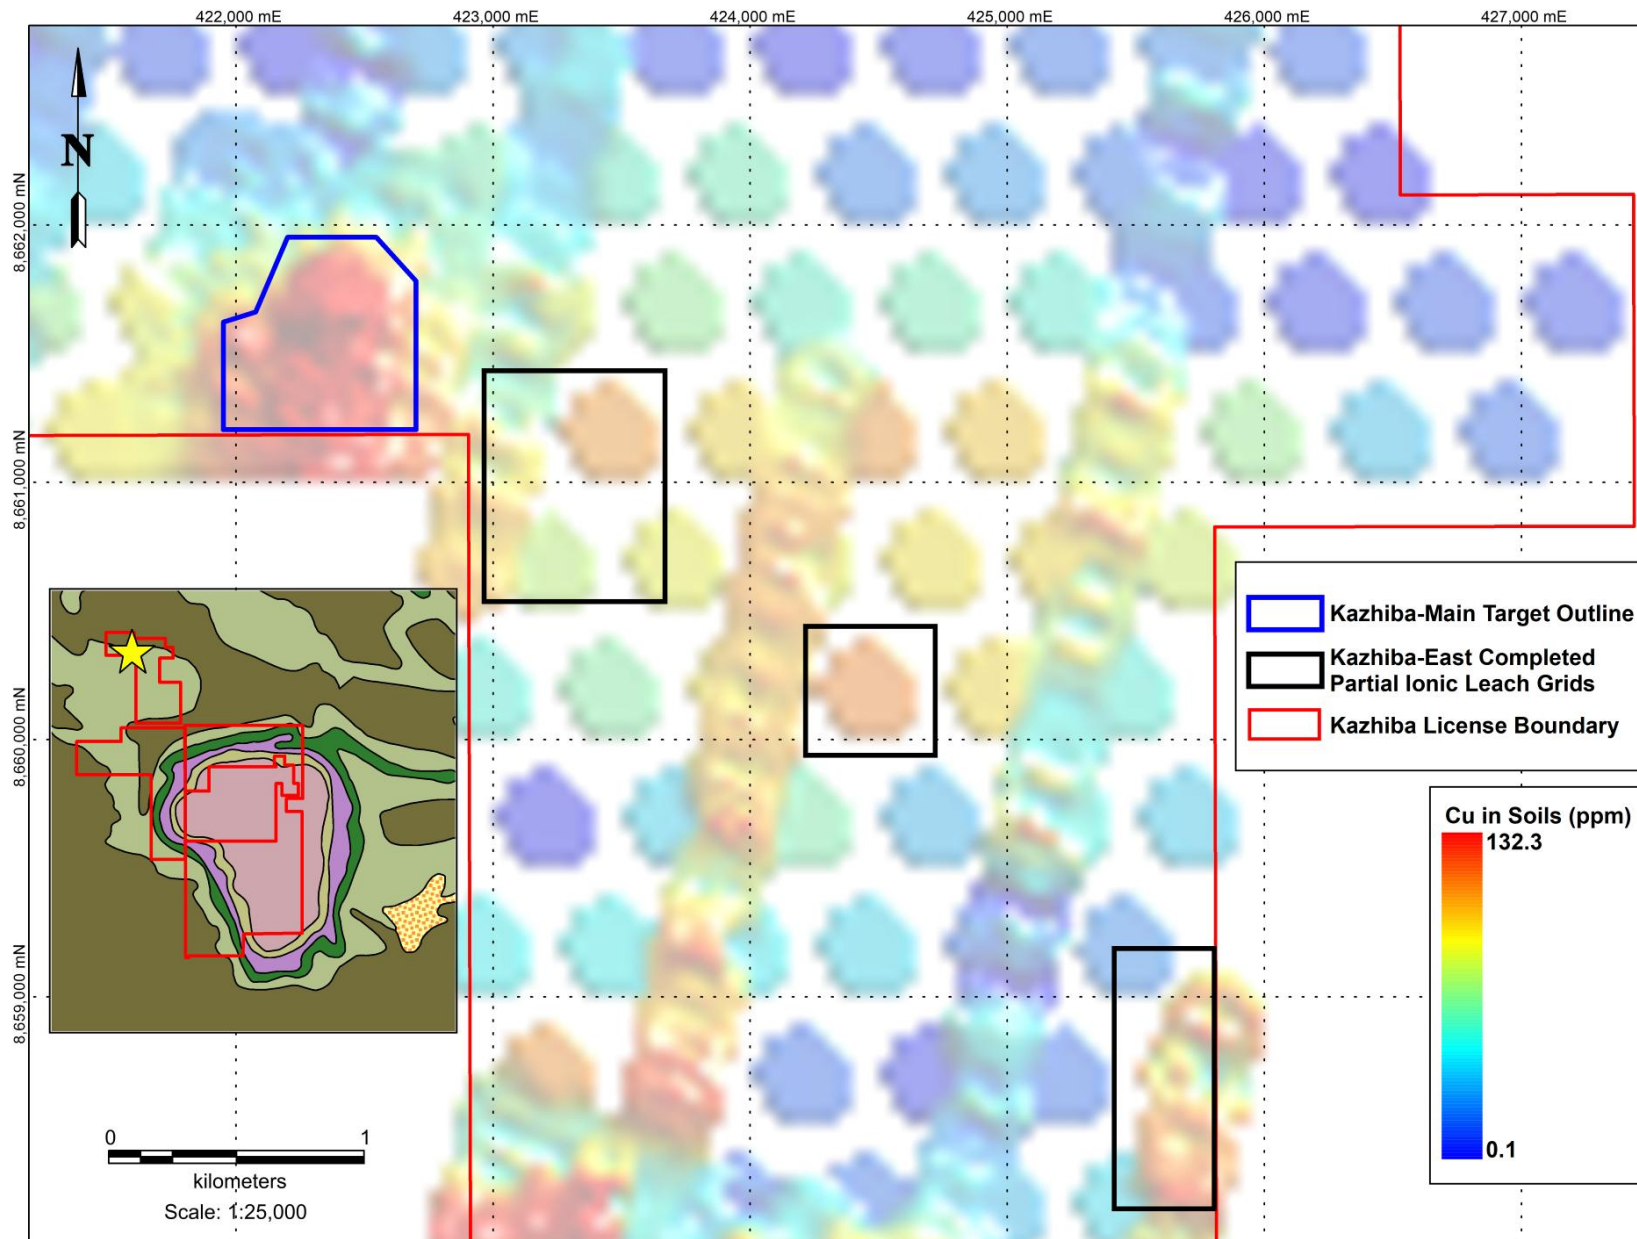 422,000 mE
423,000 mE
424,000 mE
425,000 mE
426,000 mE
427,000 mE
N
8,662,000 mN
8,661,000 mN
8,660,000 mN
8,659,000 mN
Kazhiba-Main Target Outline
Kazhiba-East Completed
Partial Ionic Leach Grids
Kazhiba License Boundary
Cu in Soils (ppm)
132.3
0.1
0 1
kilometers
Scale: 1:25,000